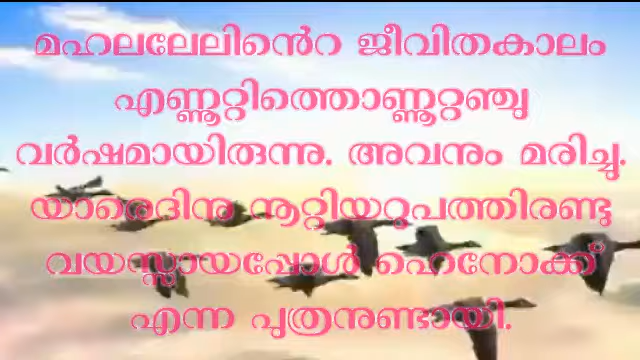 മഹലലേലിൻെറ ജീവിതകാലം
എണ്ണൂറ്റിത്തൊണ്ണൂറ്റഞ്ചു
വർഷമായിരുന്നു. അവനും മരിച്ചു.
യാരെദിനു നൂറ്റിയറുപത്തിരണ്ടു
വയസ്സായപ്പോൾ ഹെനോക്ക്
എന്ന പുത്രനുണ്ടായി.